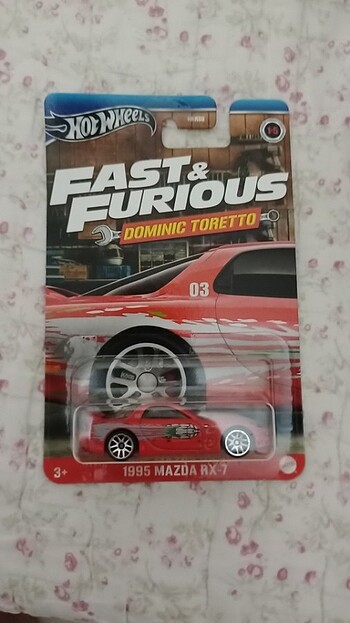 HOT WHEELS
FAST &
FURIOUS
DOMINIC TORETTO
03
3+
1995 MAZDA RX-7